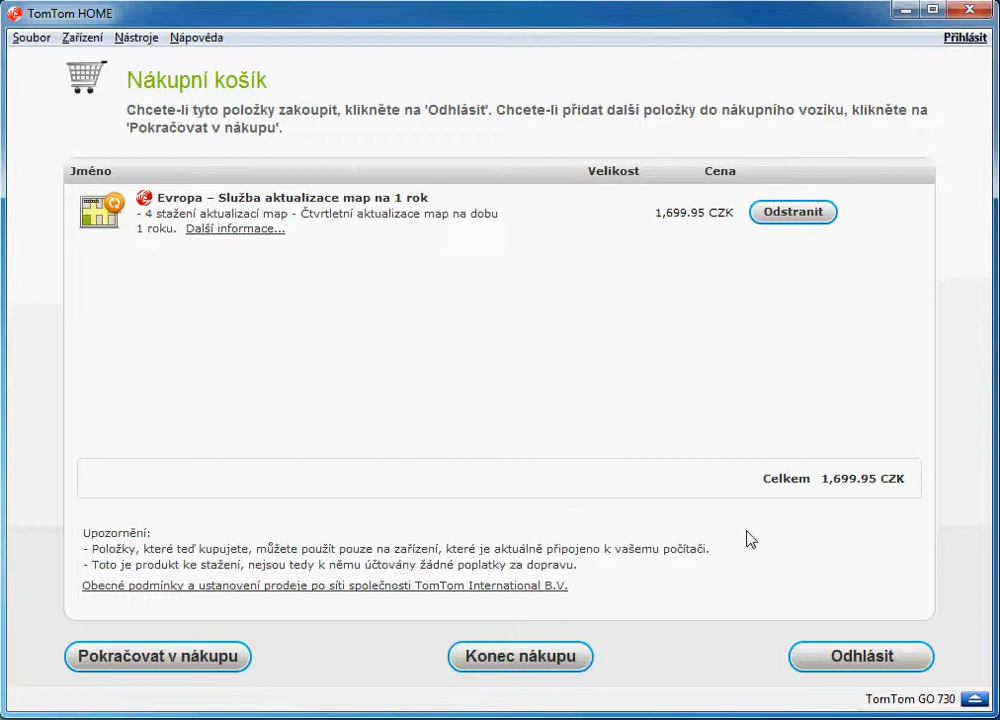 TomTom HOME
Soubor Zařízení Nástroje Nápověda Přihlásit
Nákupní košík
Chcete-li tyto položky zakoupit, klikněte na 'Odhlásit'. Chcete-li přidat další položky do nákupního vozíku, klikněte na
'Pokračovat v nákupu'.
Jméno Velikost Cena
Evropa – Služba aktualizace map na 1 rok
- 4 stažení aktualizací map - Čtvrtletní aktualizace map na dobu
1 roku. Další informace...
1,699.95 CZK Odstranit
Celkem 1,699.95 CZK
Upozornění:
- Položky, které teď kupujete, můžete použít pouze na zařízení, které je aktuálně připojeno k vašemu počítači.
- Toto je produkt ke stažení, nejsou tedy k němu účtovány žádné poplatky za dopravu.
Obecné podmínky a ustanovení prodeje po síti společnosti TomTom International B.V.
Pokračovat v nákupu Konec nákupu Odhlásit
TomTom GO 730